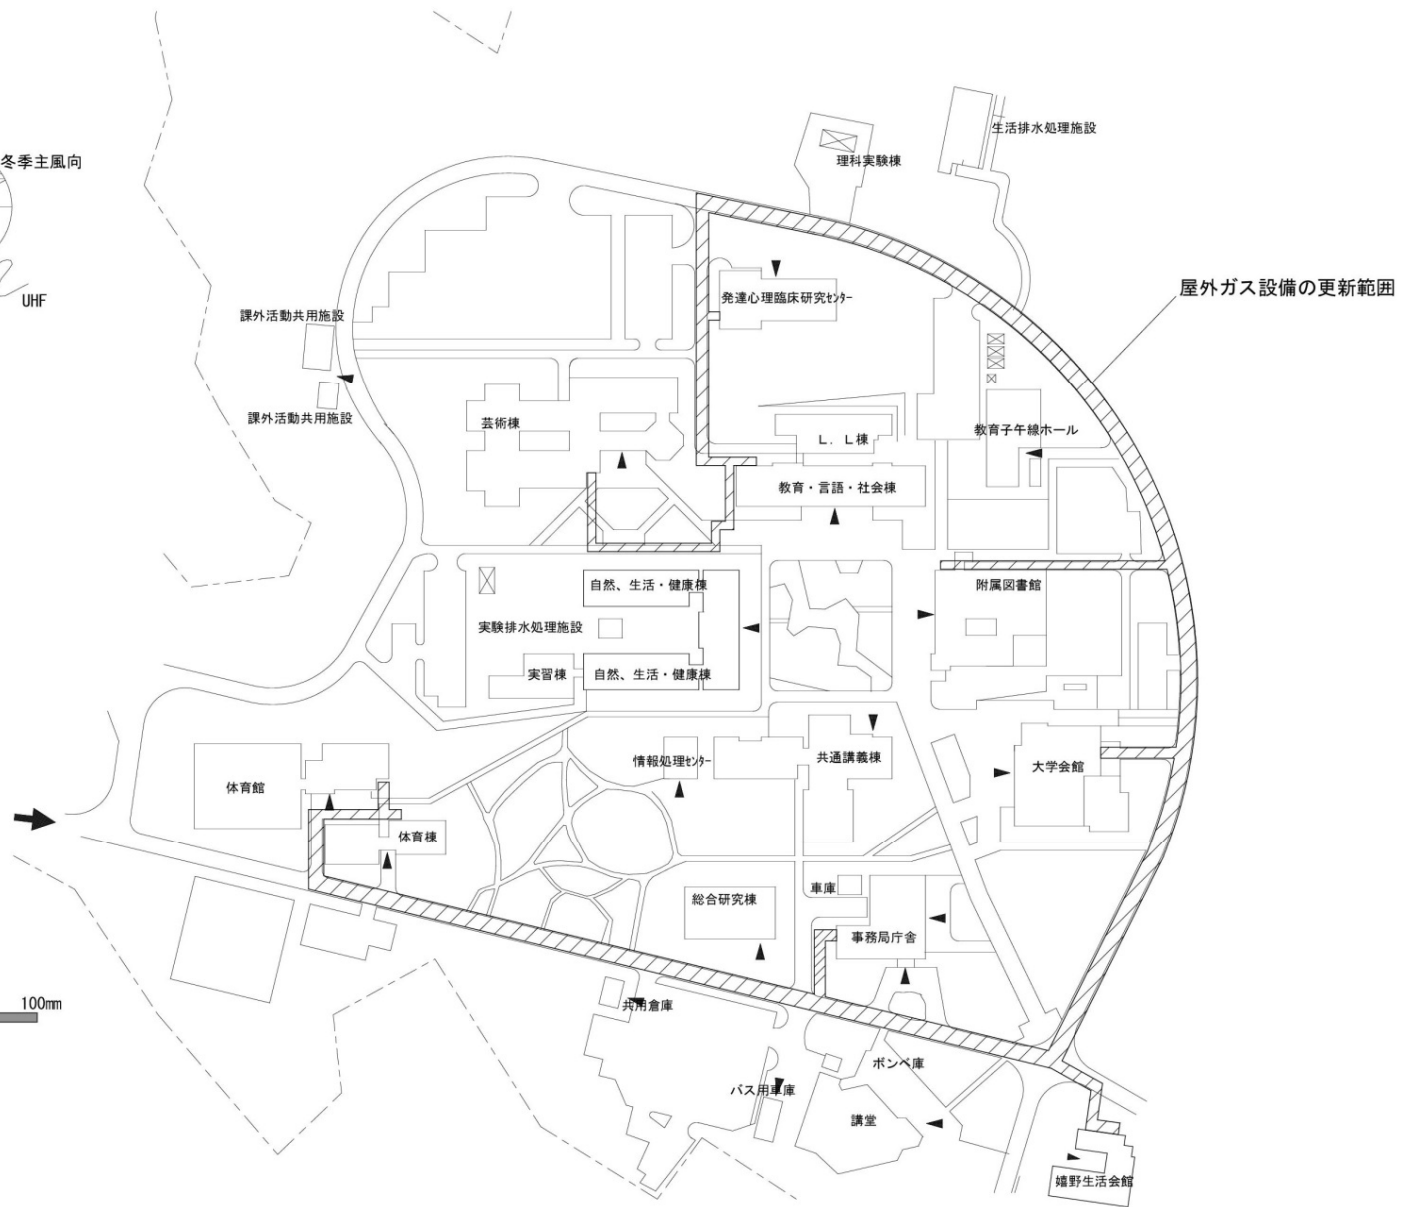 生活排水処理施設
理科実験棟
冬季主風向
屋外ガス設備の更新範囲
発達心理臨床研究ｾﾝﾀｰ
UHF
課外活動共用施設
課外活動共用施設
芸術棟
教育子午線ホール
Ｌ．Ｌ棟
教育・言語・社会棟
自然、生活・健康棟
附属図書館
実験排水処理施設
実習棟
自然、生活・健康棟
情報処理ｾﾝﾀｰ
共通講義棟
大学会館
体育館
体育棟
車庫
総合研究棟
事務局庁舎
100mm
共用倉庫
ボンベ庫
バス用車庫
講堂
嬉野生活会館